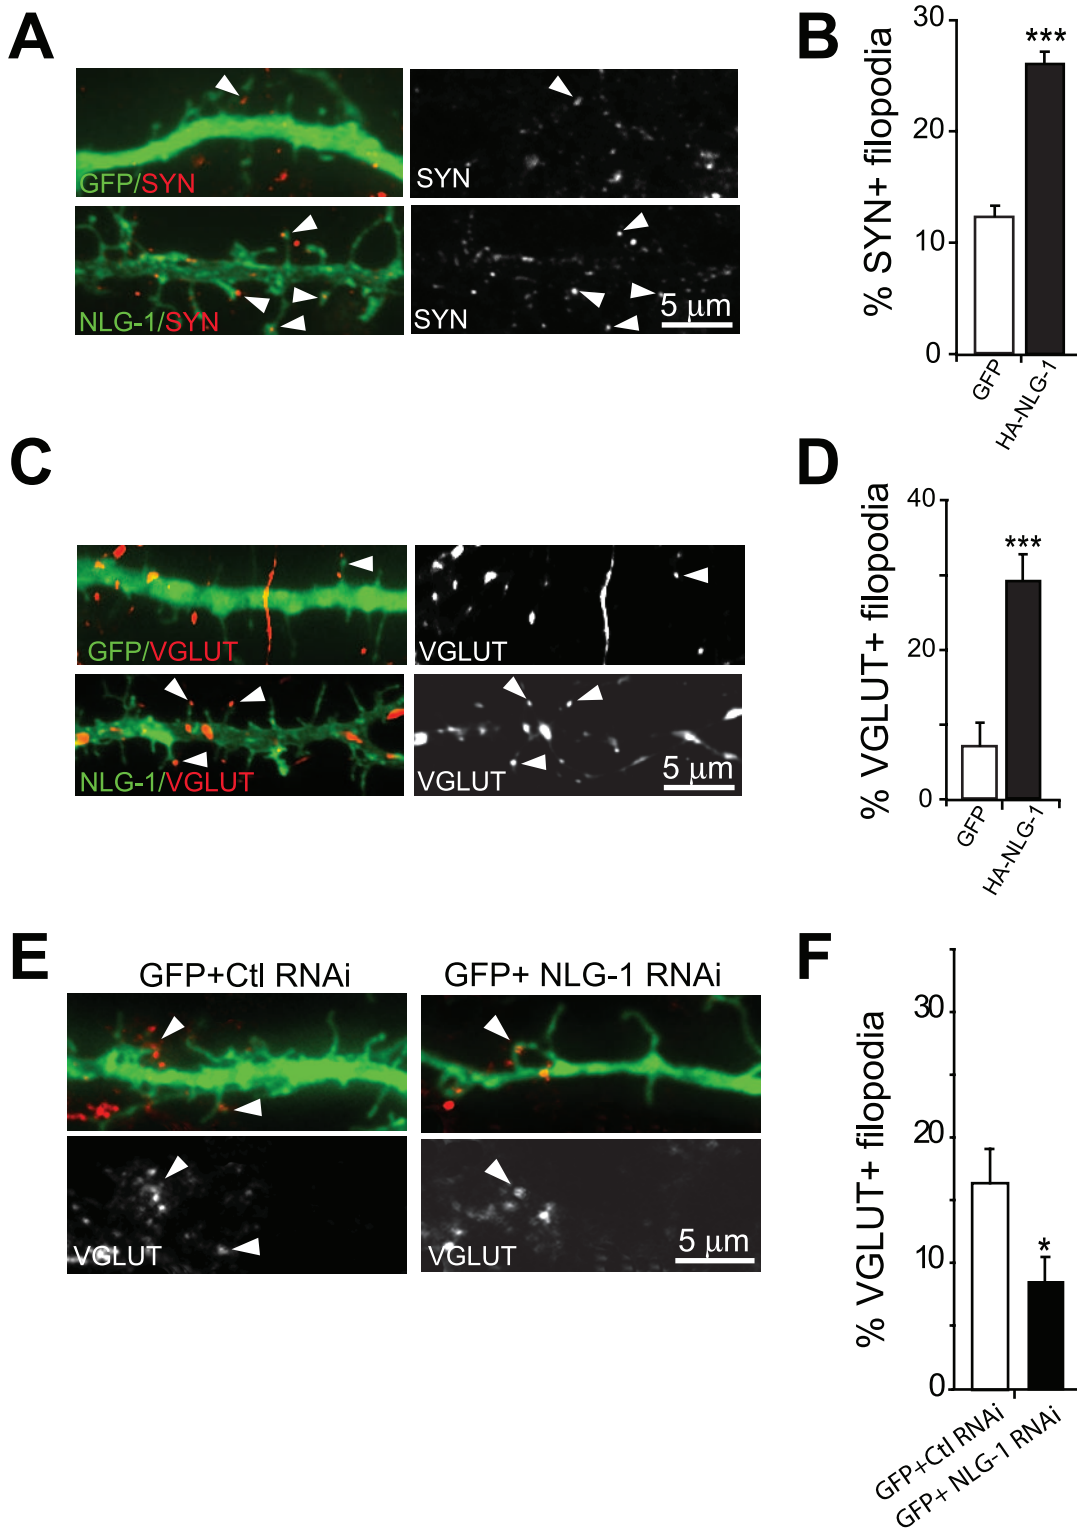 A
GFP/SYN
SYN
NLG-1/SYN
SYN
5 μm
B
% SYN+ filopodia
30
20
10
0
***
GFP
HA-NLG-1
C
GFP/VGLUT
VGLUT
NLG-1/VGLUT
VGLUT
5 μm
D
% VGLUT+ filopodia
40
20
0
***
GFP
HA-NLG-1
E
GFP+Ctl RNAi
GFP+ NLG-1 RNAi
VGLUT
VGLUT
5 μm
F
% VGLUT+ filopodia
30
20
10
0
*
GFP+Ctl RNAi
GFP+ NLG-1 RNAi